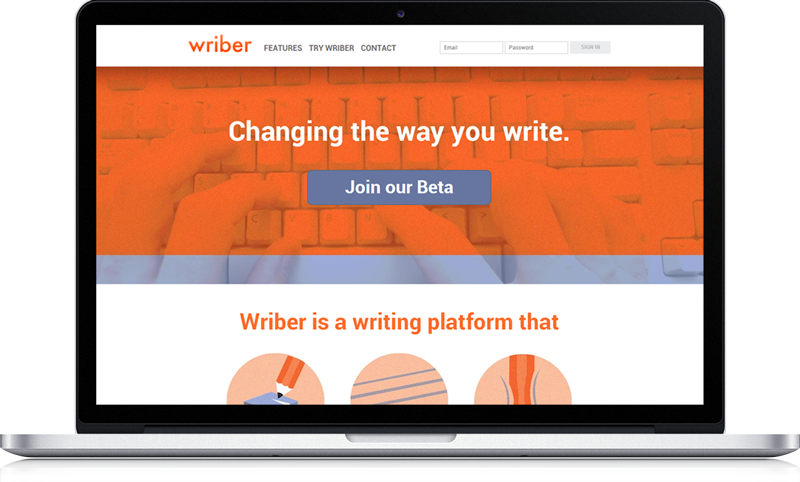 wriber
FEATURES TRY WRIBER CONTACT
Email Password SIGN IN
Changing the way you write.
Join our Beta
Wriber is a writing platform that